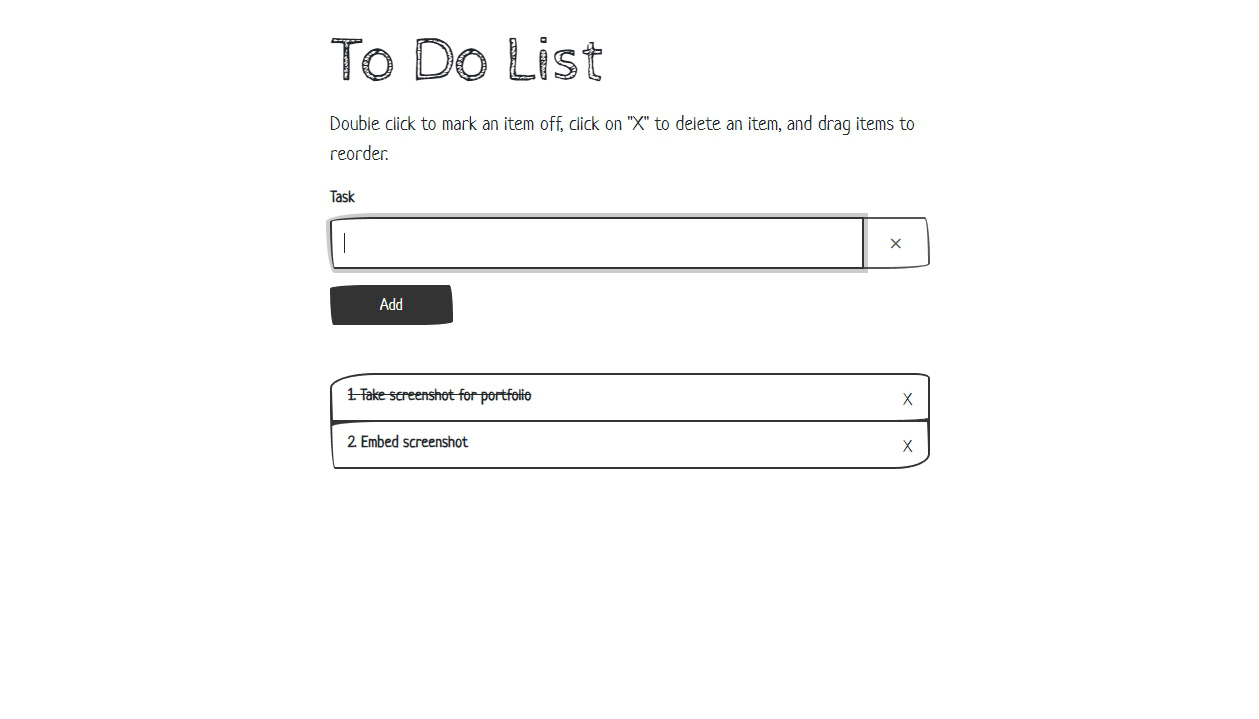 To Do List
Double click to mark an item off, click on "X" to delete an item, and drag items to
reorder.
Task
×
Add
1. Take screenshot for portfolio
X
2. Embed screenshot
X